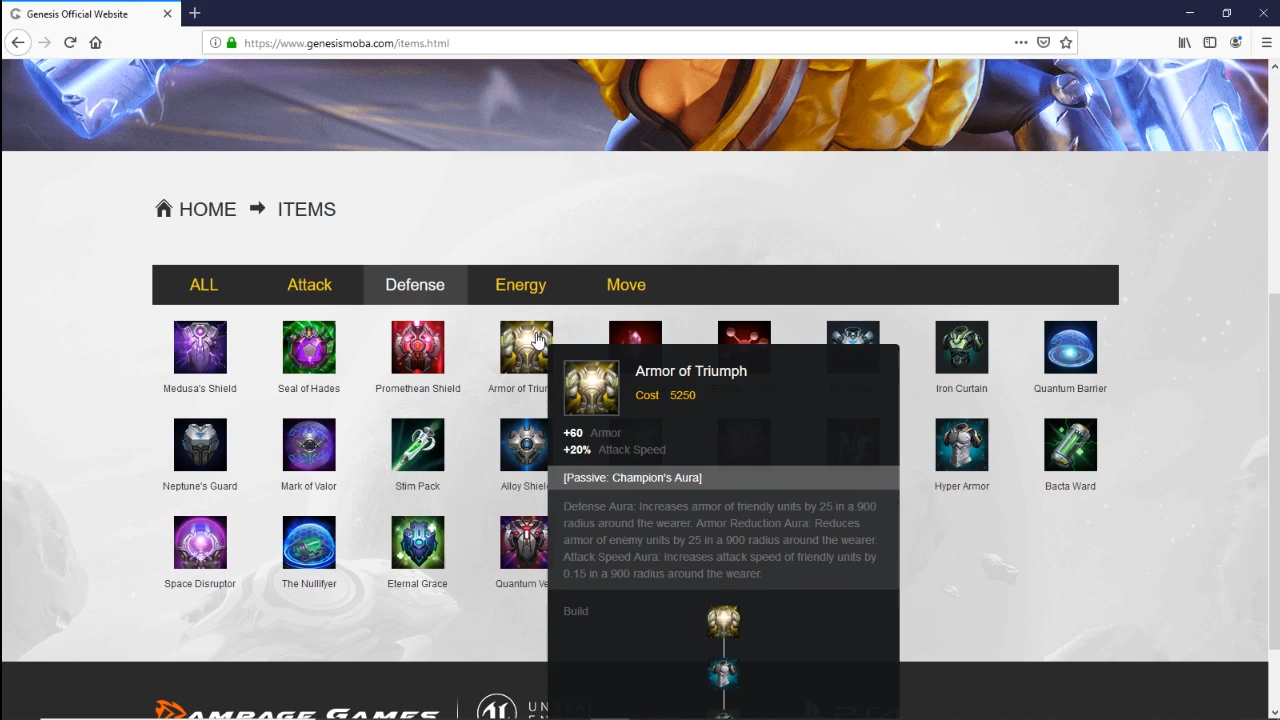 Genesis Official Website
https://www.genesismoba.com/items.html
HOME ITEMS
ALL Attack Defense Energy Move
Medusa's Shield Seal of Hades Promethean Shield Armor of Iron Curtain Quantum Barrier
Armor of Triumph
Cost 5250
+60 Armor
+20% Attack Speed
Neptune's Guard Mark of Valor Stim Pack Alloy Hyper Armor Bacta Ward
[Passive: Champion's Aura]
Defense Aura: Increases armor of friendly units by 25 in a 900
radius around the wearer. Armor Reduction Aura: Reduces
armor of enemy units by 25 in a 900 radius around the wearer.
Attack Speed Aura: Increases attack speed of friendly units by
0.15 in a 900 radius around the wearer.
Space Disruptor The Nullifyer Eternal Grace Quantum
Build
RAMPAGE GAMES